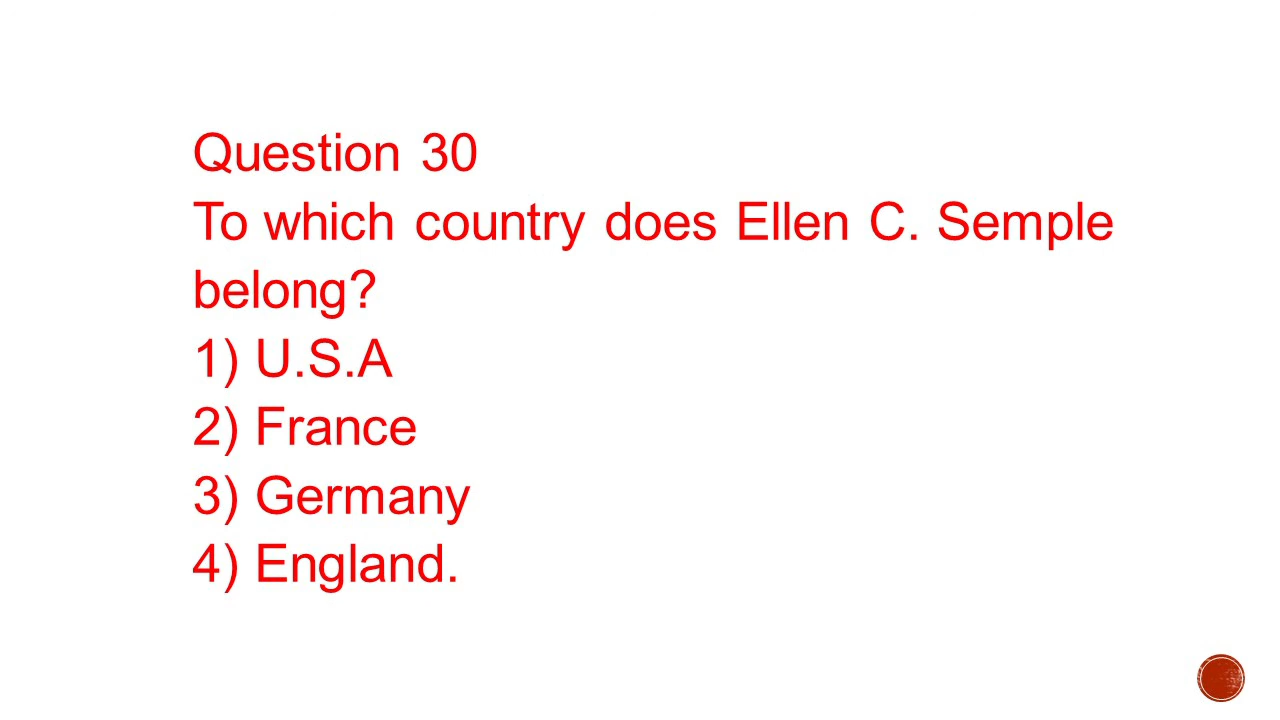 Question 30
To which country does Ellen C. Semple
belong?
1) U.S.A
2) France
3) Germany
4) England.